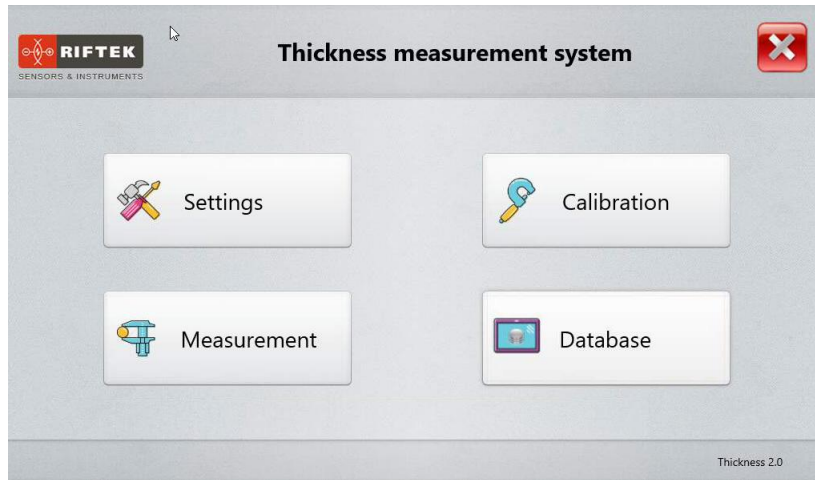 RIFTEK
SENSORS & INSTRUMENTS
Thickness measurement system
Settings
Calibration
Measurement
Database
Thickness 2.0